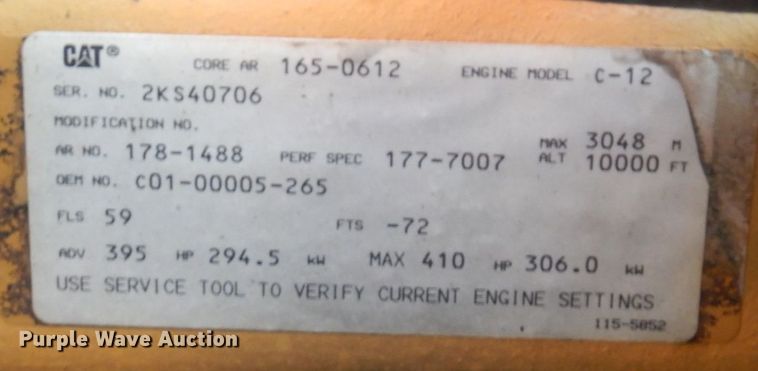 CAT® CORE AR 165-0612 ENGINE MODEL C-12
SER. NO. 2KS40706
MODIFICATION NO.
AR NO. 178-1488 PERF SPEC 177-7007 MAX ALT 3048 M 10000 FT
OEM NO. C01-00005-265
FLS 59 FTS -72
ADV 395 HP 294.5 kW MAX 410 HP 306.0 kW
USE SERVICE TOOL TO VERIFY CURRENT ENGINE SETTINGS
115-5852
Purple Wave Auction